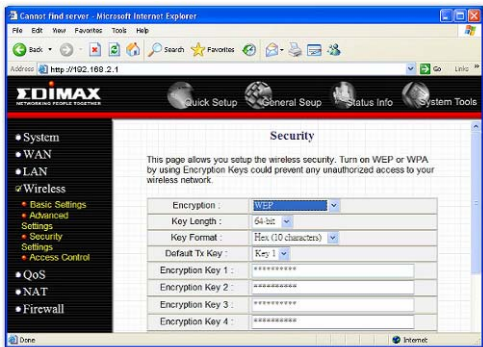 Cannot find server - Microsoft Internet Explorer
File Edit View Favorites Tools Help
Back Search Favorites
Address http://192.168.2.1 Go Links »
EDIMAX
NETWORKING PEOPLE TOGETHER
Quick Setup General Seup Status Info System Tools
System
WAN
LAN
Wireless
Basic Settings
Advanced
Settings
Security
Settings
Access Control
QoS
NAT
Firewall
Security
This page allows you setup the wireless security. Turn on WEP or WPA
by using Encryption Keys could prevent any unauthorized access to your
wireless network.
Encryption : WEP
Key Length : 64-bit
Key Format : Hex (10 characters)
Default Tx Key : Key 1
Encryption Key 1 : **********
Encryption Key 2 : **********
Encryption Key 3 : **********
Encryption Key 4 : **********
Done Internet